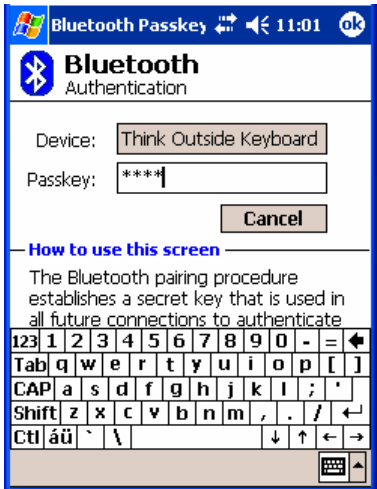 Bluetooth Passkey 11:01 ok
Bluetooth
Authentication
Device: Think Outside Keyboard
Passkey: ****
Cancel
How to use this screen
The Bluetooth pairing procedure
establishes a secret key that is used in
all future connections to authenticate
123 1 2 3 4 5 6 7 8 9 0 - = 🡄
Tab q w e r t y u i o p [ ]
CAP a s d f g h j k l ; '
Shift z x c v b n m , . / ↵
Ctl áü ` \ ↓ ↑ ← →